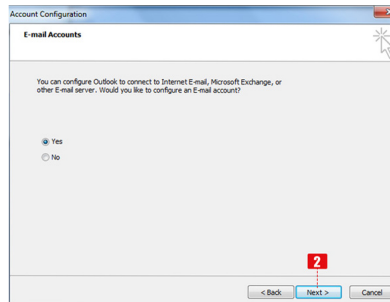 Account Configuration
E-mail Accounts
You can configure Outlook to connect to Internet E-mail, Microsoft Exchange, or
other E-mail server. Would you like to configure an E-mail account?
Yes
No
2
< Back Next > Cancel